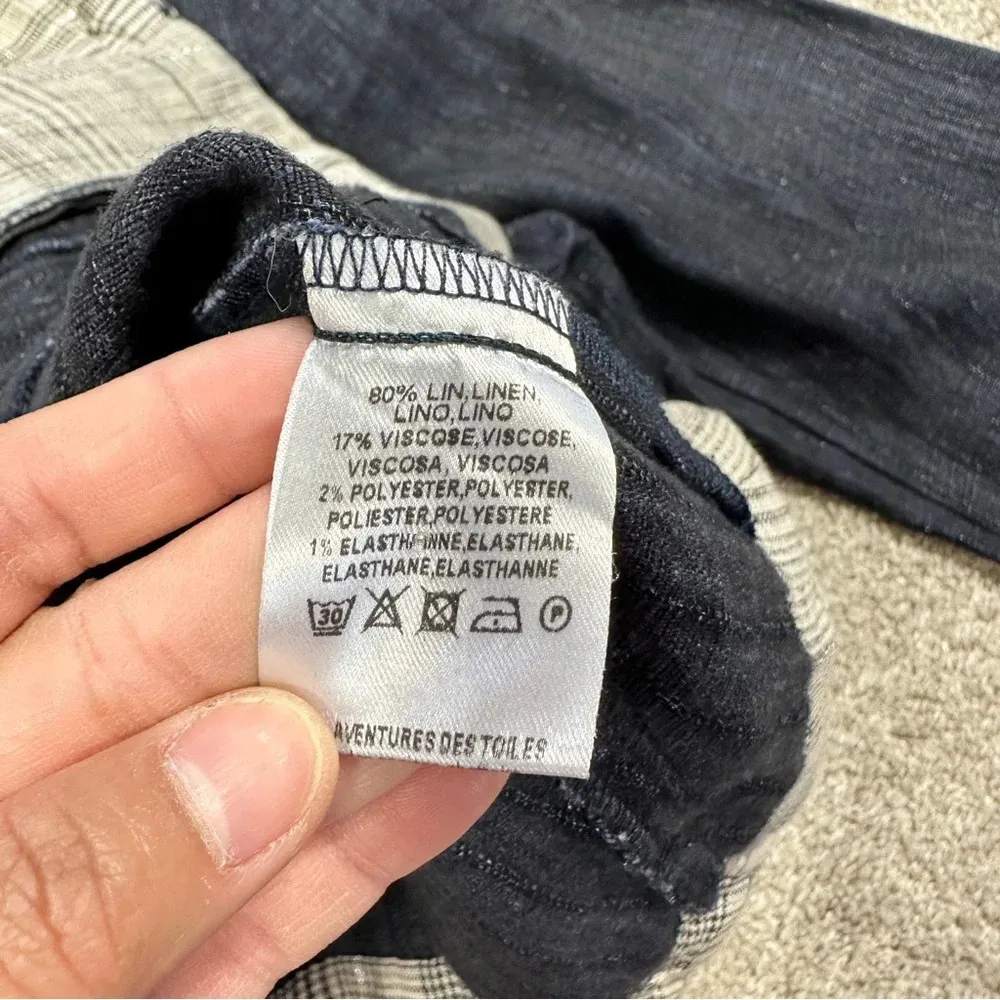 80% LIN,LINEN,
LINO,LINO
17% VISCOSE,VISCOSE,
VISCOSA, VISCOSA
2% POLYESTER,POLYESTER,
POLIESTER,POLYESTERE
1% ELASTHANNE,ELASTHANE,
ELASTHANE,ELASTHANNE
30 P
AVENTURES DES TOILES